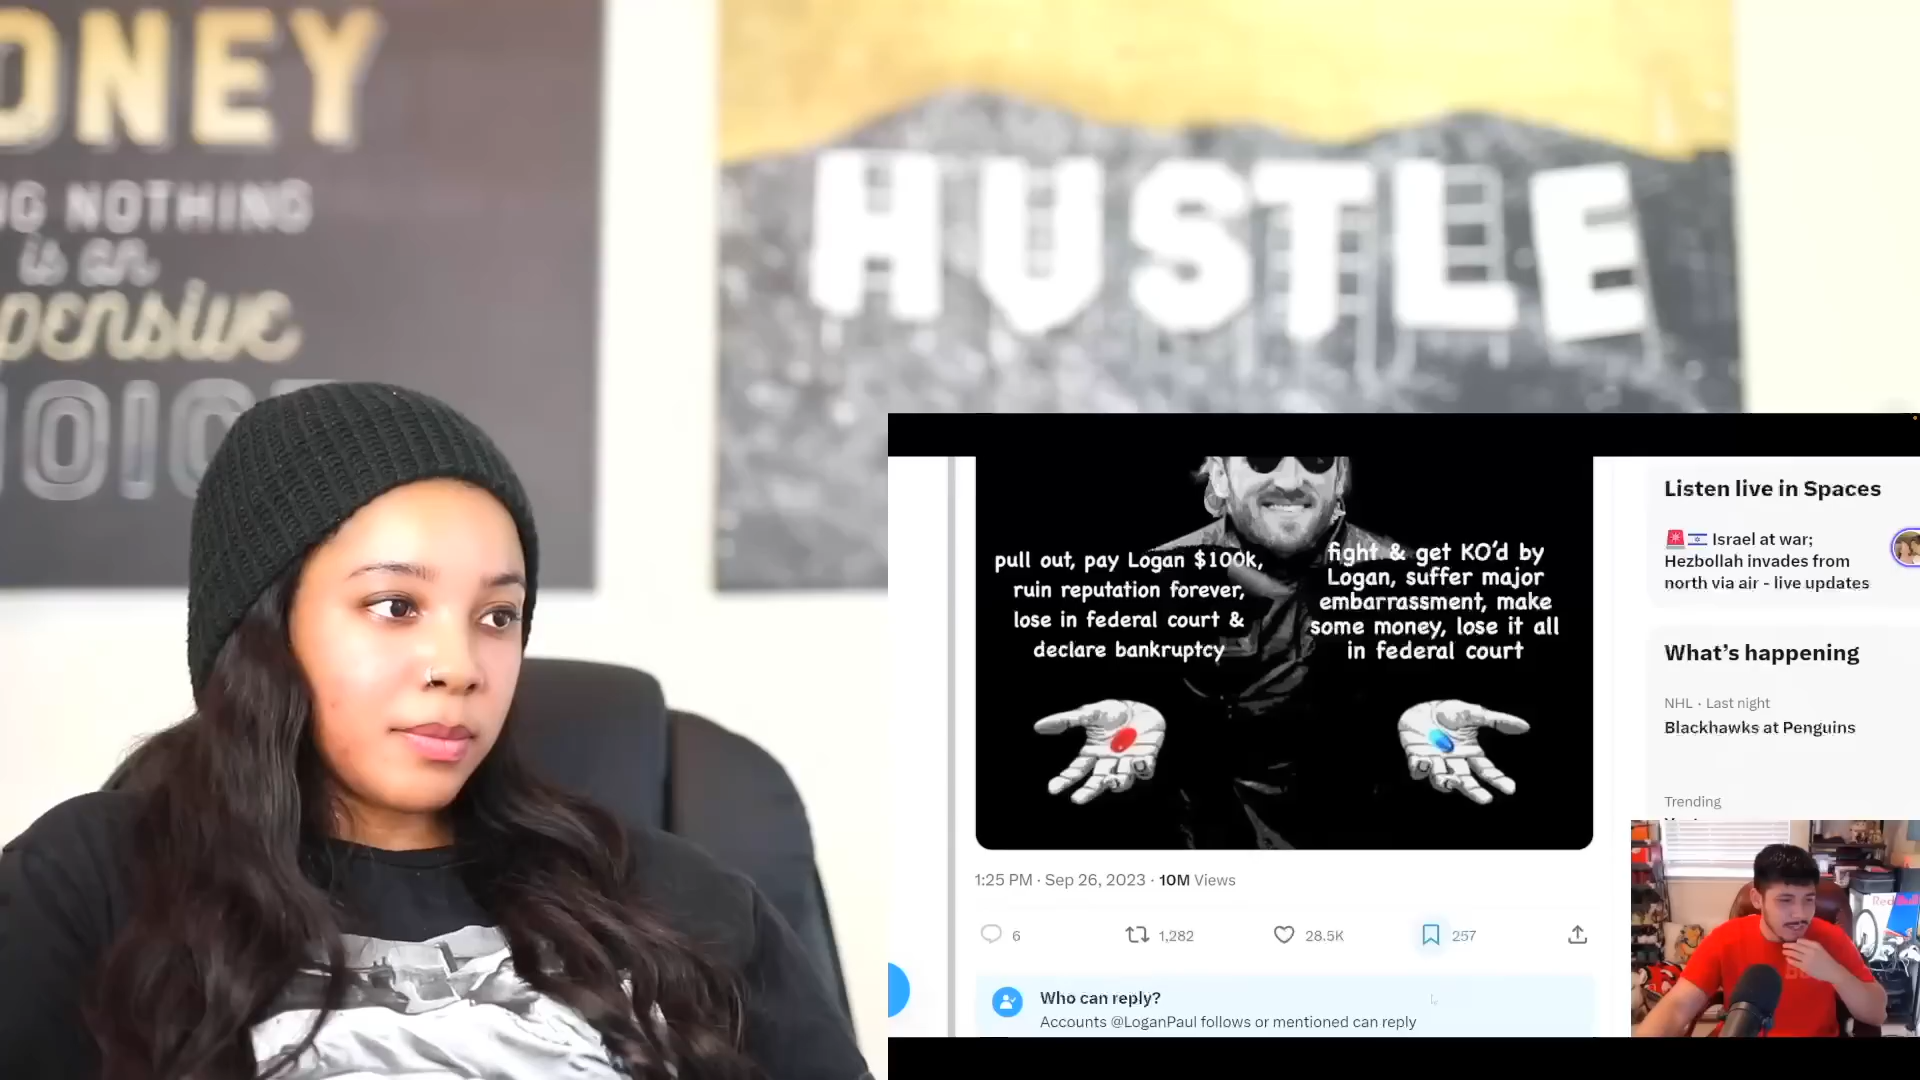 ONEY
NG NOTHING
is an
pensive
HOIC
HUSTLE
pull out, pay Logan $100k,
ruin reputation forever,
lose in federal court &
declare bankruptcy
fight & get KO'd by
Logan, suffer major
embarrassment, make
some money, lose it all
in federal court
1:25 PM · Sep 26, 2023 · 10M Views
6
1,282
28.5K
257
Who can reply?
Accounts @LoganPaul follows or mentioned can reply
Listen live in Spaces
🚨🇮🇱 Israel at war;
Hezbollah invades from
north via air - live updates
What's happening
NHL · Last night
Blackhawks at Penguins
Trending
Red Bull